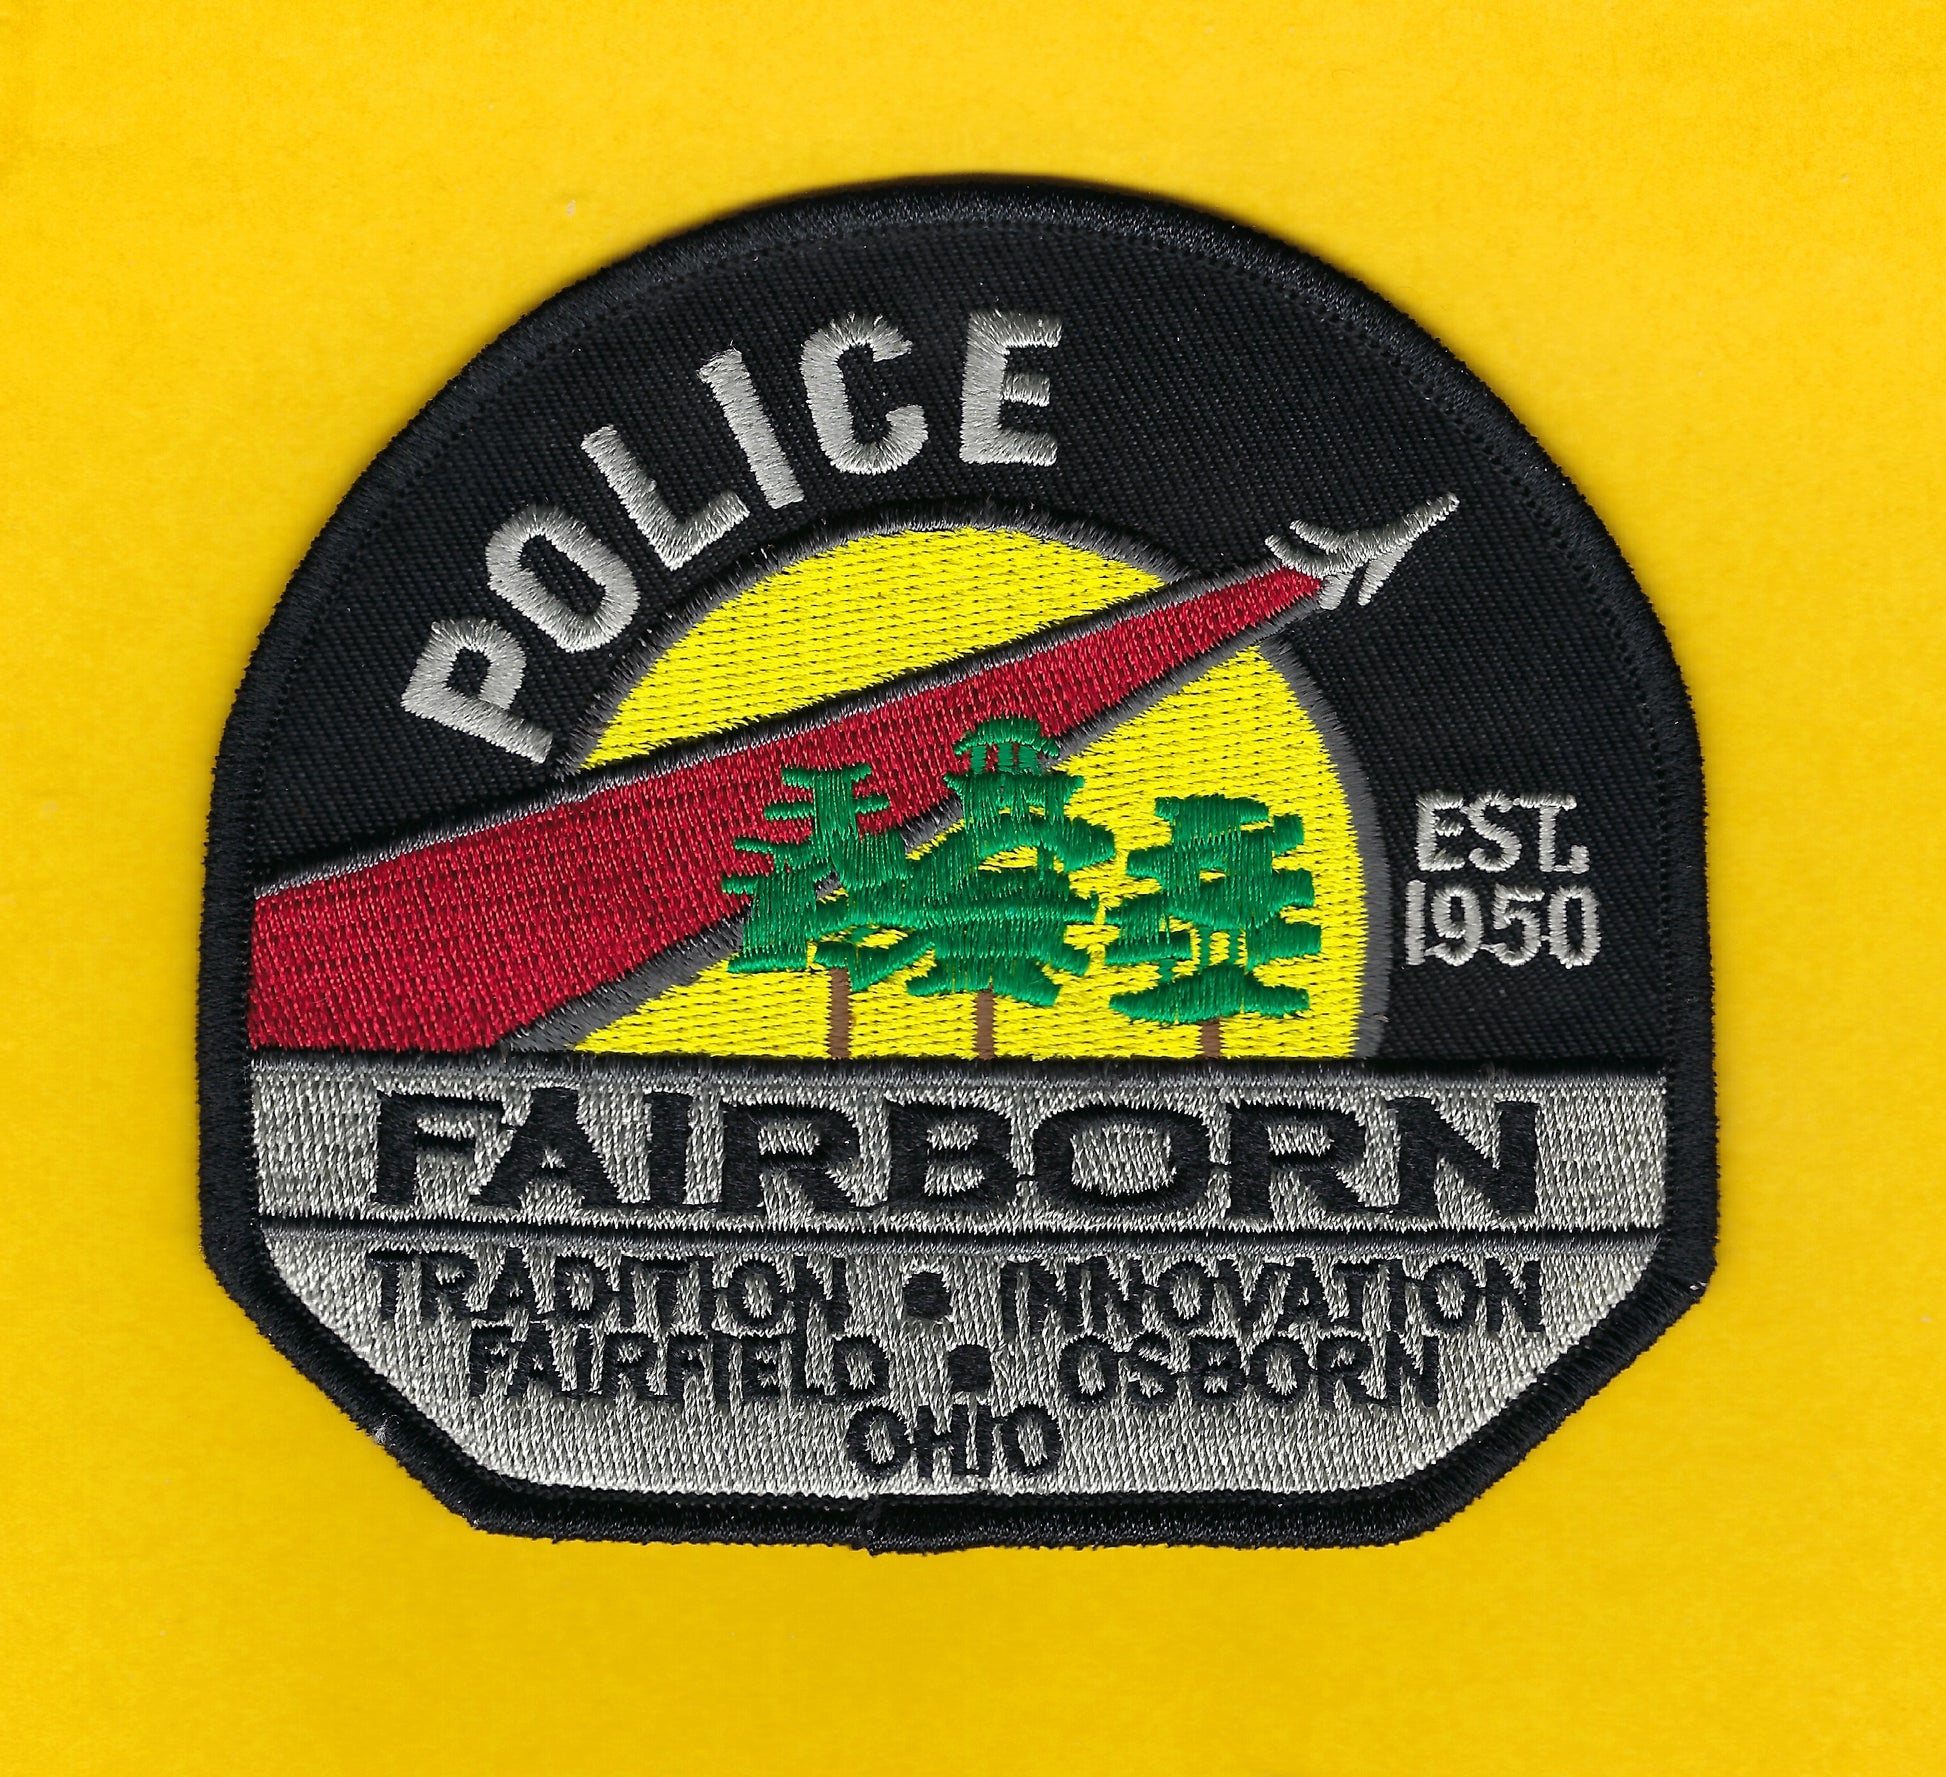 POLICE
EST.
1950
FAIRBORN
TRADITION • INNOVATION
FAIRFIELD • OSBORN
OHIO